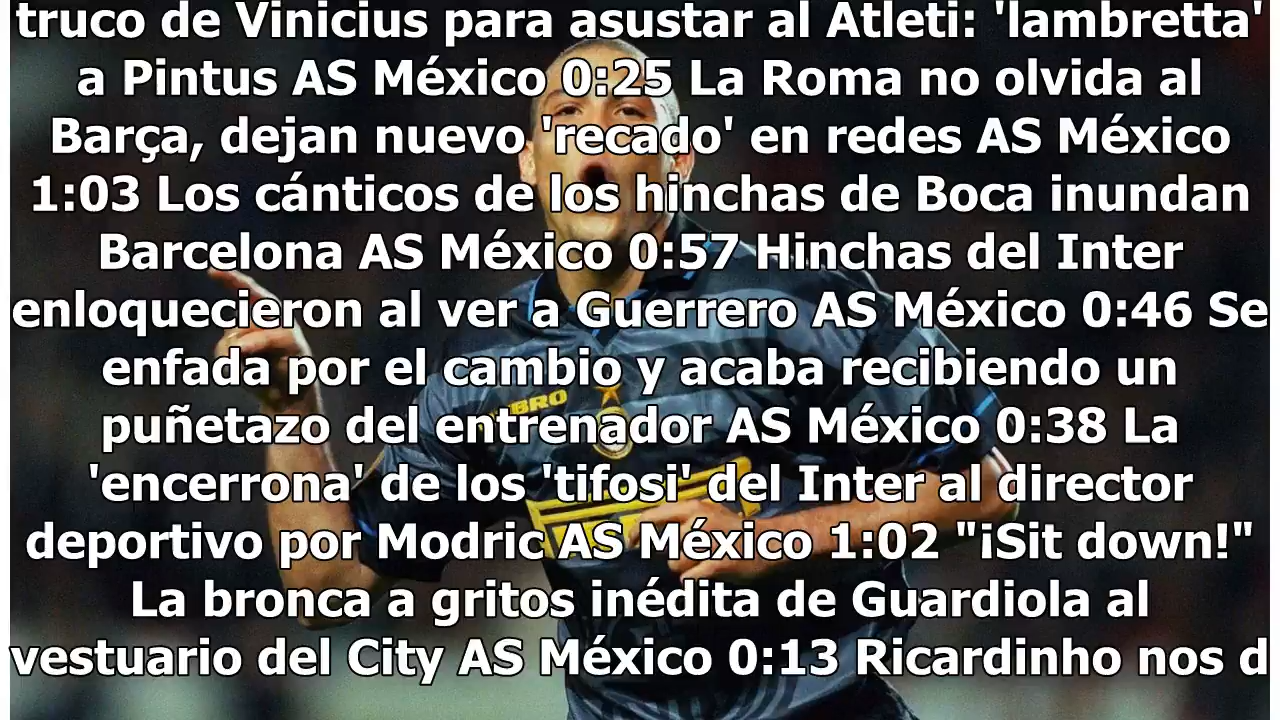 truco de Vinicius para asustar al Atleti: 'lambretta'
a Pintus AS México 0:25 La Roma no olvida al
Barça, dejan nuevo 'recado' en redes AS México
1:03 Los cánticos de los hinchas de Boca inundan
Barcelona AS México 0:57 Hinchas del Inter
enloquecieron al ver a Guerrero AS México 0:46 Se
enfada por el cambio y acaba recibiendo un
puñetazo del entrenador AS México 0:38 La
'encerrona' de los 'tifosi' del Inter al director
deportivo por Modric AS México 1:02 "¡Sit down!"
La bronca a gritos inédita de Guardiola al
vestuario del City AS México 0:13 Ricardinho nos d